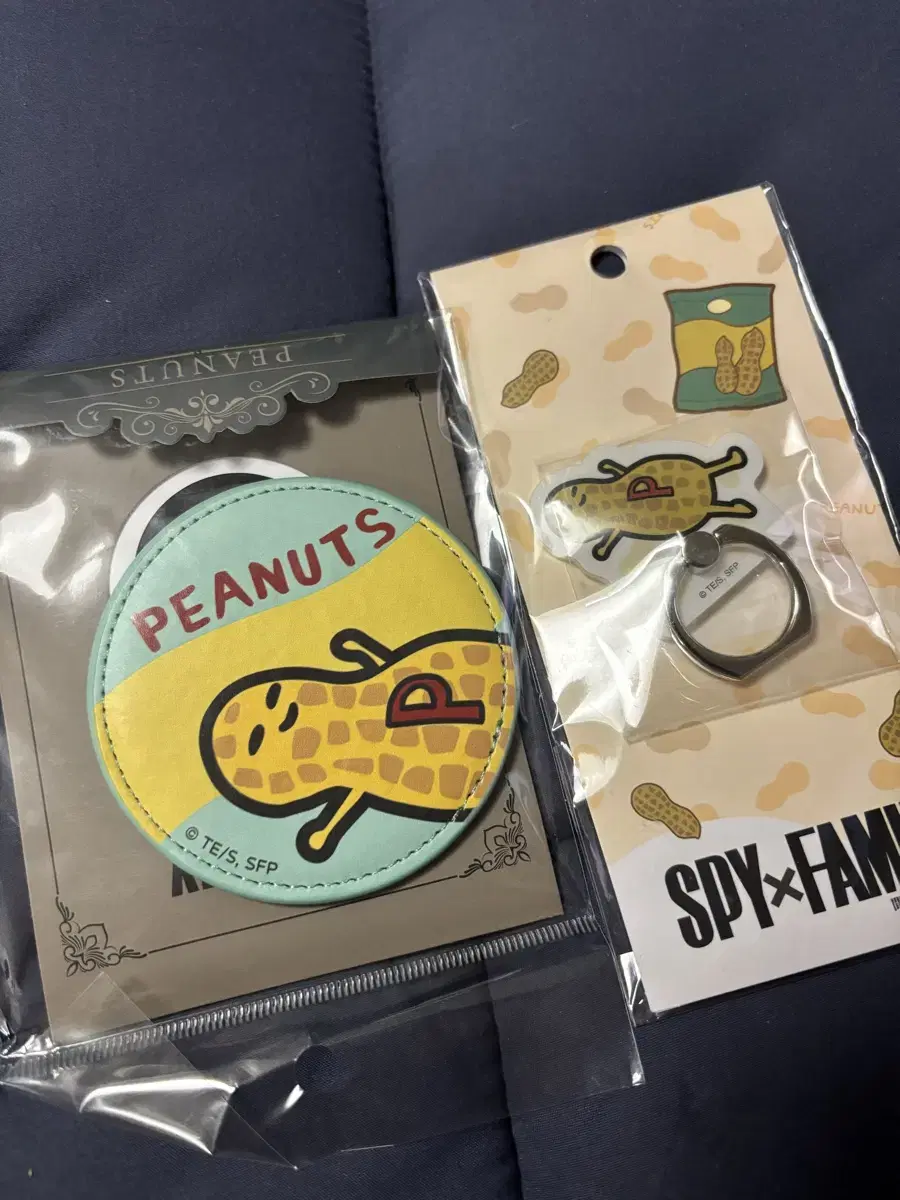 PEANUTS
PEANUTS
P
© TE/S, SFP
P
© TE/S, SFP
SPY×FAM